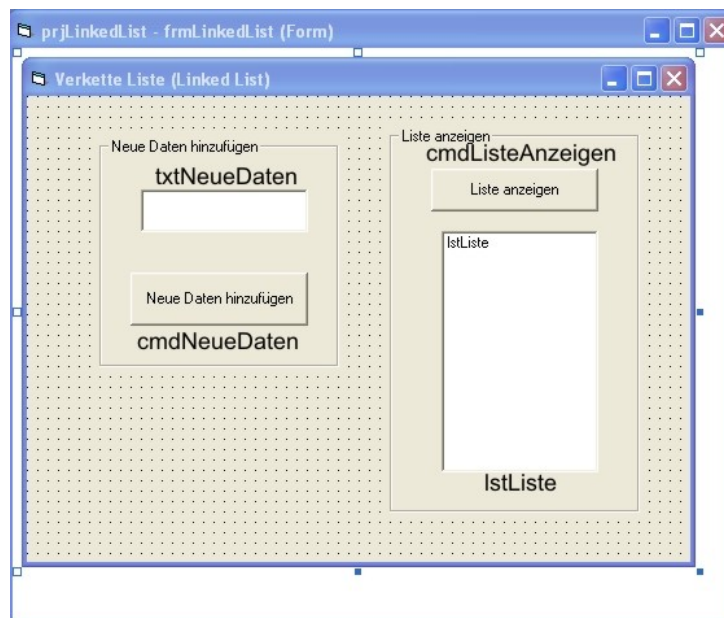 prjLinkedList - frmLinkedList (Form)
Verkette Liste (Linked List)
Neue Daten hinzufügen
txtNeueDaten
Neue Daten hinzufügen
cmdNeueDaten
Liste anzeigen
cmdListeAnzeigen
Liste anzeigen
lstListe
lstListe